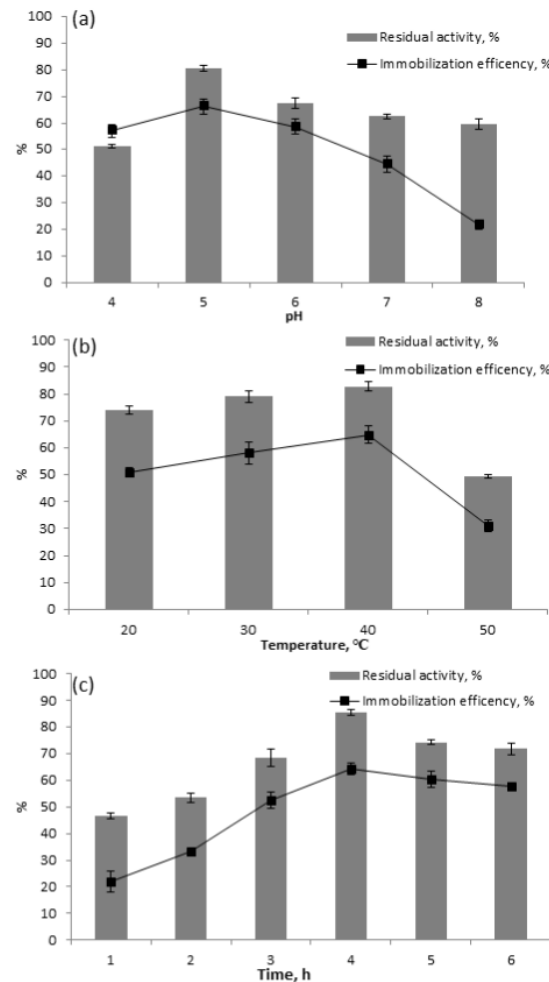 (a)
Residual activity, %
Immobilization efficency, %
100
90
80
70
60
50
40
30
20
10
0
%
4 5 6 7 8
pH
(b)
Residual activity, %
Immobilization efficency, %
100
90
80
70
60
50
40
30
20
10
0
%
20 30 40 50
Temperature, °C
(c)
Residual activity, %
Immobilization efficency, %
100
90
80
70
60
50
40
30
20
10
0
%
1 2 3 4 5 6
Time, h